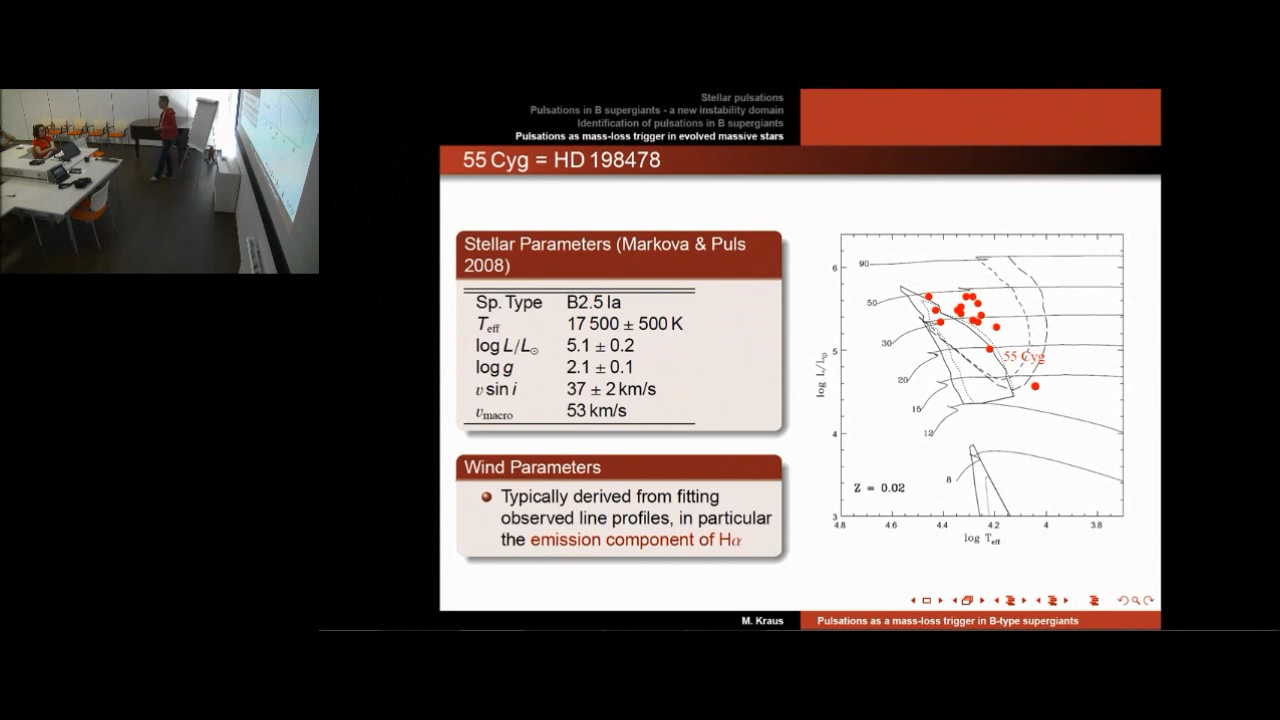 Stellar pulsations
Pulsations in B supergiants - a new instability domain
Identification of pulsations in B supergiants
Pulsations as mass-loss trigger in evolved massive stars
55 Cyg = HD 198478
Stellar Parameters (Markova & Puls
2008)
Sp. Type B2.5 Ia
T_eff 17 500 ± 500 K
log L/L⊙ 5.1 ± 0.2
log g 2.1 ± 0.1
υ sin i 37 ± 2 km/s
υ_macro 53 km/s
Wind Parameters
Typically derived from fitting
observed line profiles, in particular
the emission component of Hα
90
50
30
20
15
12
8
55 Cyg
Z = 0.02
6
5
4
3
log L/L⊙
4.8 4.6 4.4 4.2 4 3.8
log T_eff
M. Kraus
Pulsations as a mass-loss trigger in B-type supergiants